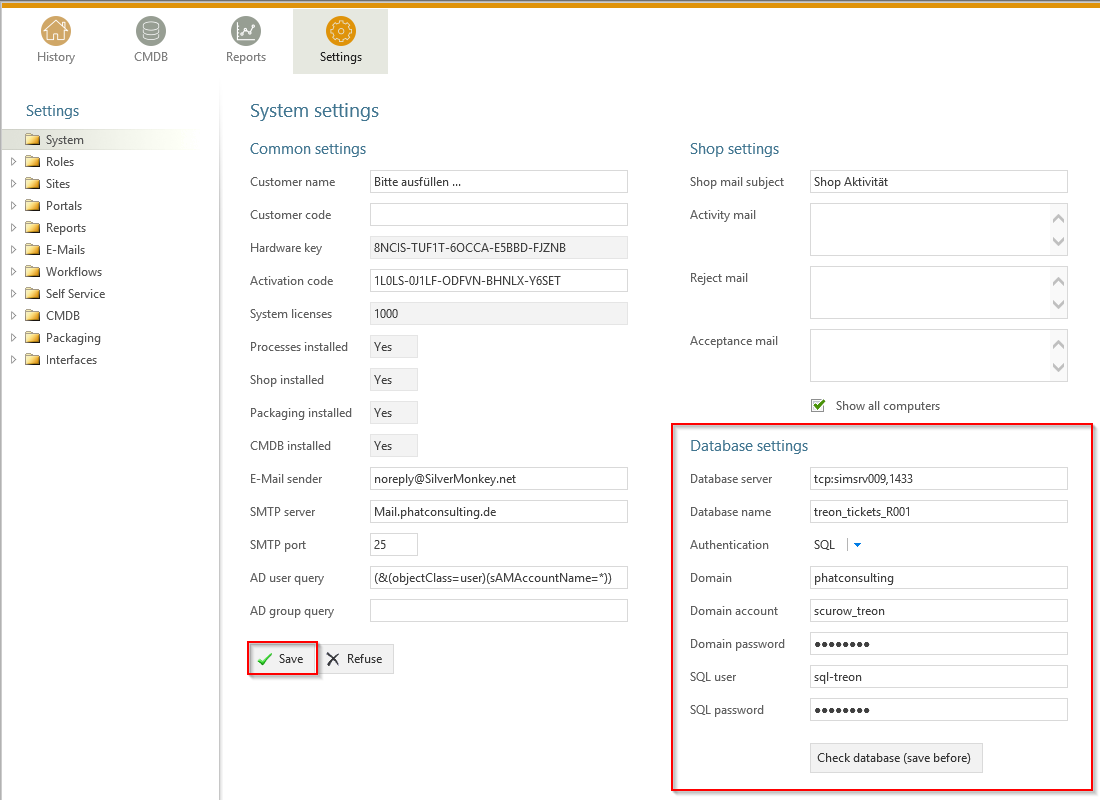 History
CMDB
Reports
Settings
Settings
System
Roles
Sites
Portals
Reports
E-Mails
Workflows
Self Service
CMDB
Packaging
Interfaces
System settings
Common settings
Customer name Bitte ausfüllen ...
Customer code
Hardware key 8NCIS-TUF1T-6OCCA-E5BBD-FJZNB
Activation code 1L0LS-0J1LF-ODFVN-BHNLX-Y6SET
System licenses 1000
Processes installed Yes
Shop installed Yes
Packaging installed Yes
CMDB installed Yes
E-Mail sender noreply@SilverMonkey.net
SMTP server Mail.phatconsulting.de
SMTP port 25
AD user query (&(objectClass=user)(sAMAccountName=*))
AD group query
Save
Refuse
Shop settings
Shop mail subject Shop Aktivität
Activity mail
Reject mail
Acceptance mail
Show all computers
Database settings
Database server tcp:simsrv009,1433
Database name treon_tickets_R001
Authentication SQL
Domain phatconsulting
Domain account scurow_treon
Domain password ●●●●●●●●
SQL user sql-treon
SQL password ●●●●●●●●
Check database (save before)